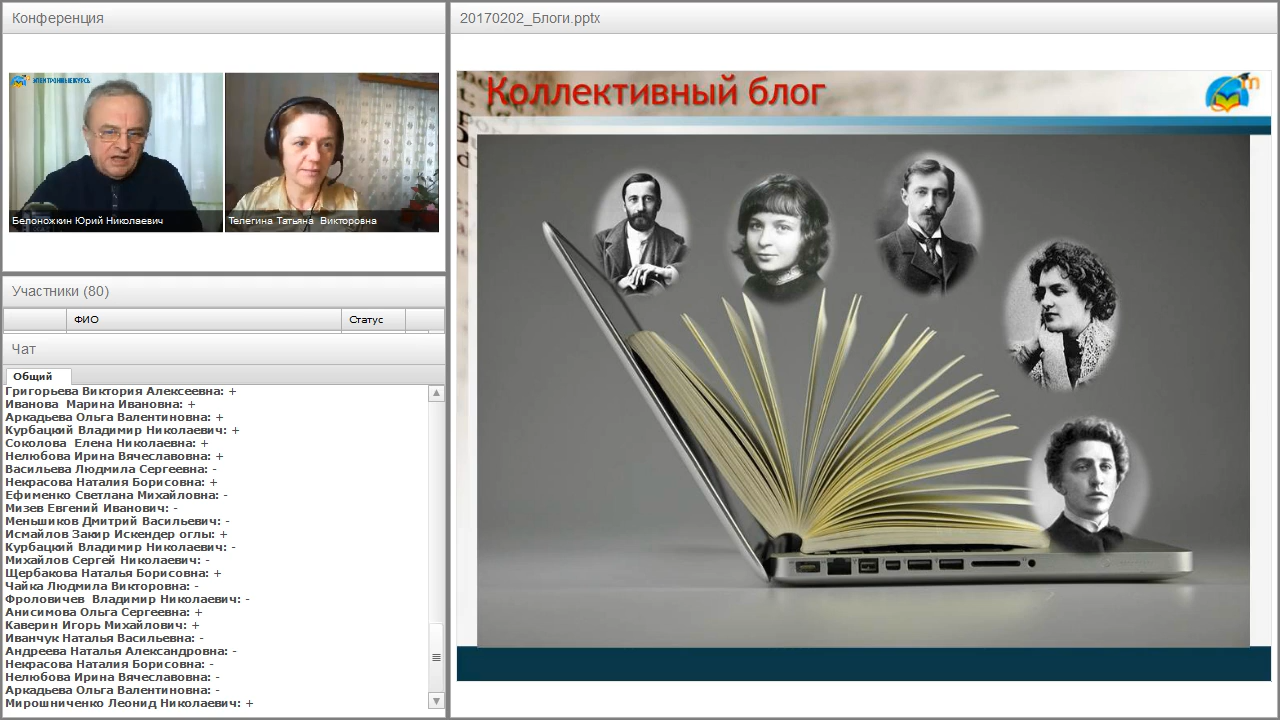 Конференция
ЭЛЕКТРОННЫЕ КУРСЫ
Белоножкин Юрий Николаевич
Телегина Татьяна Викторовна
Участники (80)
ФИО
Статус
Чат
Общий
Григорьева Виктория Алексеевна: +
Иванова Марина Ивановна: +
Аркадьева Ольга Валентиновна: +
Курбацкий Владимир Николаевич: +
Соколова Елена Николаевна: +
Нелюбова Ирина Вячеславовна: +
Васильева Людмила Сергеевна: -
Некрасова Наталия Борисовна: +
Ефименко Светлана Михайловна: -
Мизев Евгений Иванович: -
Меньшиков Дмитрий Васильевич: -
Исмайлов Закир Искендер оглы: +
Курбацкий Владимир Николаевич: -
Михайлов Сергей Николаевич: -
Щербакова Наталья Борисовна: +
Чайка Людмила Викторовна: -
Фроловичев Владимир Николаевич: -
Анисимова Ольга Сергеевна: +
Каверин Игорь Михайлович: +
Иванчук Наталья Васильевна: -
Андреева Наталья Александровна: -
Некрасова Наталия Борисовна: -
Нелюбова Ирина Вячеславовна: -
Аркадьева Ольга Валентиновна: -
Мирошниченко Леонид Николаевич: +
20170202_Блоги.pptx
Коллективный блог
m